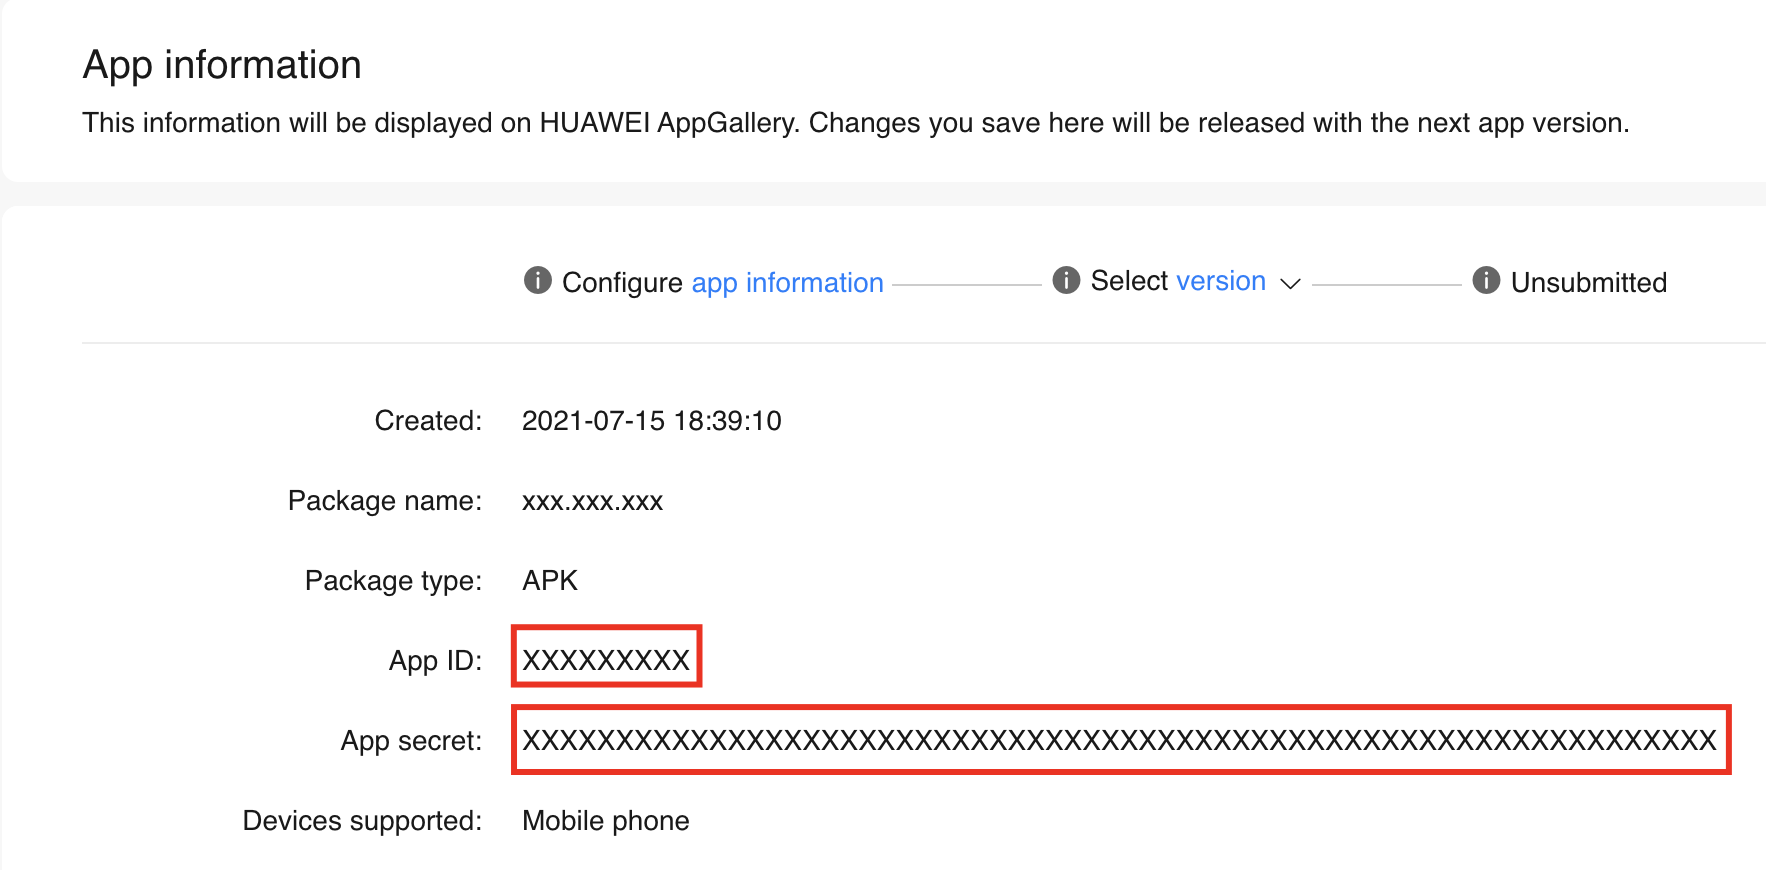 App information
This information will be displayed on HUAWEI AppGallery. Changes you save here will be released with the next app version.
Configure app information Select version Unsubmitted
Created: 2021-07-15 18:39:10
Package name: xxx.xxx.xxx
Package type: APK
App ID: XXXXXXXXX
App secret: XXXXXXXXXXXXXXXXXXXXXXXXXXXXXXXXXXXXXXXXXXXXXXXXXXXXXXXXXXXXXXXX
Devices supported: Mobile phone